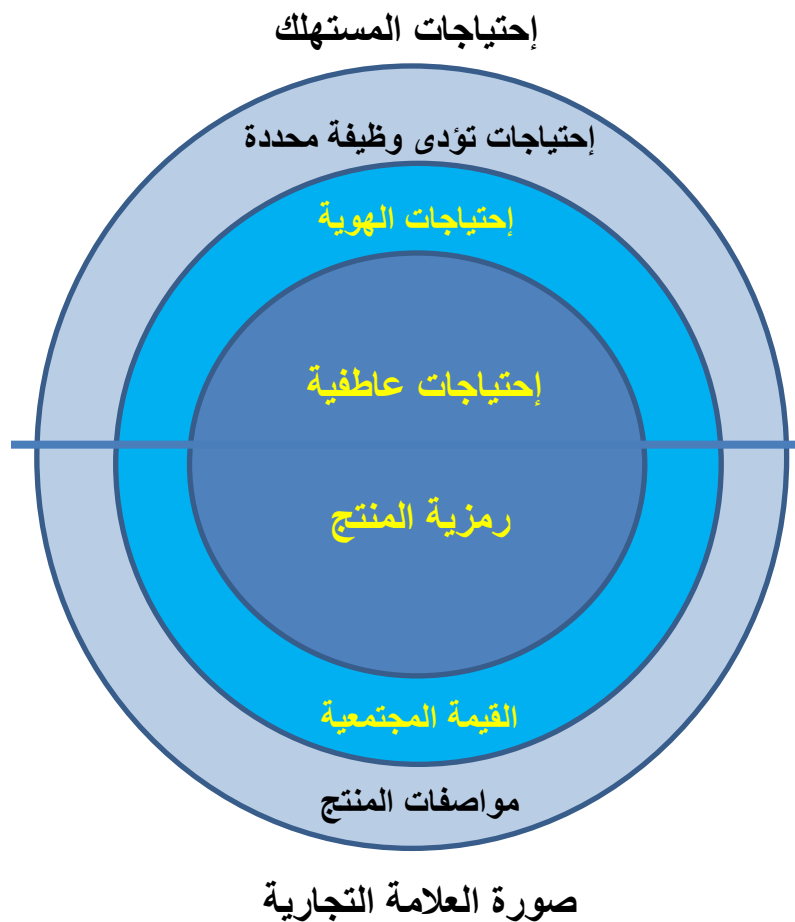 إحتياجات المستهلك
إحتياجات تؤدى وظيفة محددة
إحتياجات الهوية
إحتياجات عاطفية
رمزية المنتج
القيمة المجتمعية
مواصفات المنتج
صورة العلامة التجارية